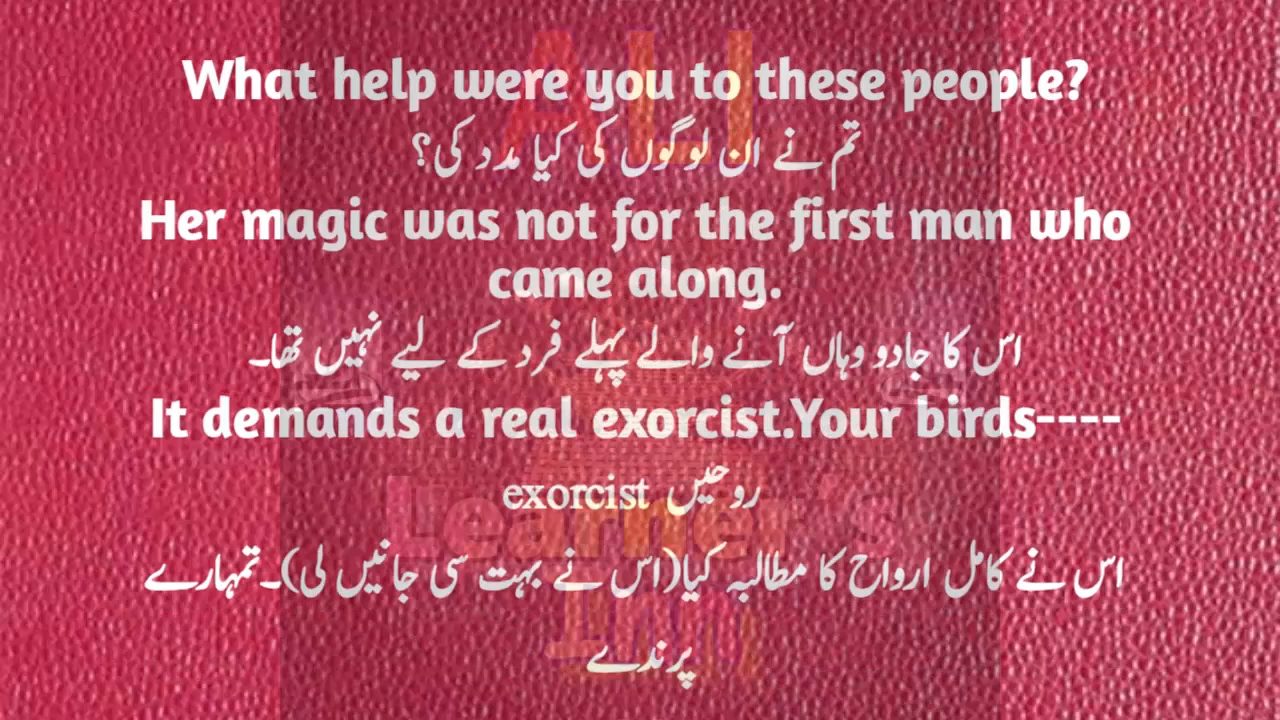 What help were you to these people?
تم نے ان لوگوں کی کیا مدد کی؟
Her magic was not for the first man who
came along.
اس کا جادو وہاں آنے والے پہلے فرد کے لیے نہیں تھا۔
It demands a real exorcist.Your birds----
روحیں exorcist
اس نے کامل ارواح کا مطالبہ کیا(اس نے بہت سی جانیں لی)۔تمہارے
پرندے
ALI
Learner's
Inn